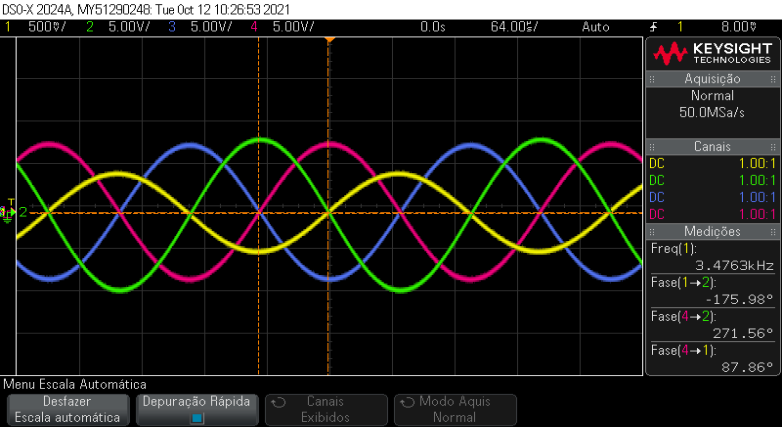 DSO-X 2024A, MY51290248: Tue Oct 12 10:26:53 2021
1 500♉/ 2 5.00V/ 3 5.00V/ 4 5.00V/ 0.0s 64.00♉/ Auto 1 8.00♉
KEYSIGHT
TECHNOLOGIES
Aquisição
Normal
50.0MSa/s
Canais
DC 1.00:1
DC 1.00:1
DC 1.00:1
DC 1.00:1
Medições
Freq(1):
3.4763kHz
Fase(1→2):
-175.98°
Fase(4→2):
271.56°
Fase(4→1):
87.86°
T
2
Menu Escala Automática
Desfazer
Escala automática
Depuração Rápida
Canais
Exibidos
Modo Aquis
Normal